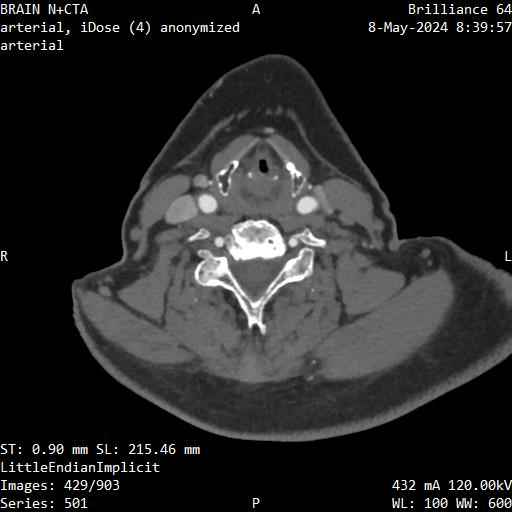 BRAIN N+CTA A Brilliance 64
arterial, iDose (4) anonymized 8-May-2024 8:39:57
arterial
R L
ST: 0.90 mm SL: 215.46 mm
LittleEndianImplicit
Images: 429/903 432 mA 120.00kV
Series: 501 P WL: 100 WW: 600